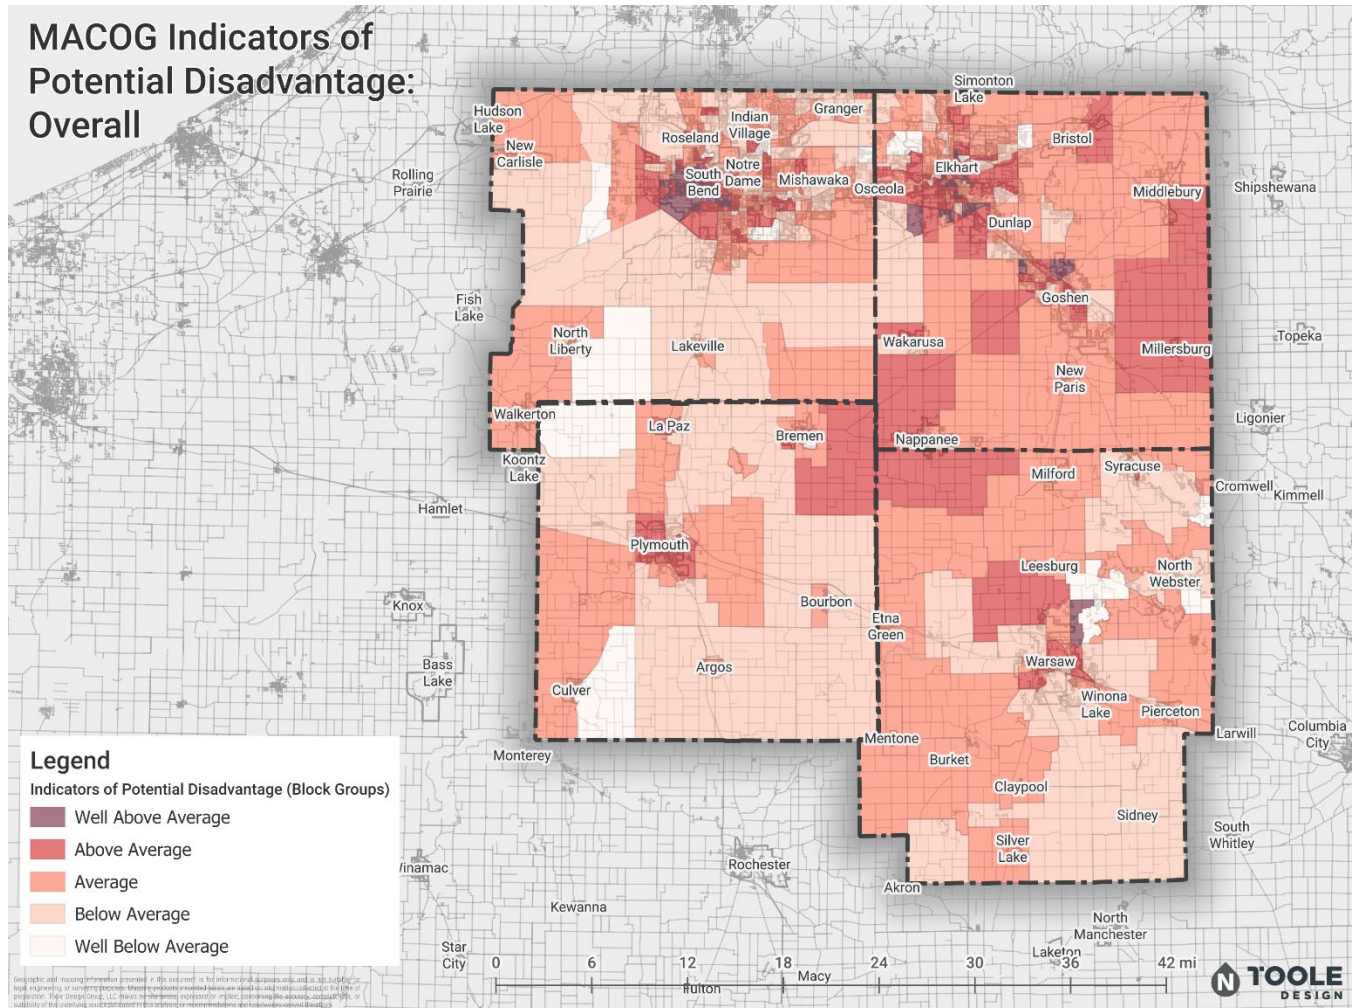 MACOG Indicators of
Potential Disadvantage:
Overall
Simonton
Lake
Hudson
Lake
Granger
Indian
Village
Roseland
Bristol
New
Carlisle
Rolling
Prairie
South
Bend
Notre
Dame
Mishawaka
Osceola
Elkhart
Middlebury
Shipshewana
Dunlap
Fish
Lake
Goshen
North
Liberty
Lakeville
Wakarusa
Millersburg
Topeka
New
Paris
Walkerton
La Paz
Bremen
Nappanee
Ligonier
Koontz
Lake
Milford
Syracuse
Cromwell
Kimmell
Hamlet
Plymouth
Leesburg
North
Webster
Knox
Bourbon
Etna
Green
Bass
Lake
Argos
Warsaw
Culver
Winona
Lake
Pierceton
Monterey
Mentone
Larwill
Columbia
City
Burket
Claypool
Sidney
South
Whitley
Silver
Lake
Winamac
Rochester
Akron
Kewanna
North
Manchester
Star
City
Laketon
Macy
Fulton
Legend
Indicators of Potential Disadvantage (Block Groups)
Well Above Average
Above Average
Average
Below Average
Well Below Average
0 6 12 18 24 30 36 42 mi
N TOOLE
DESIGN